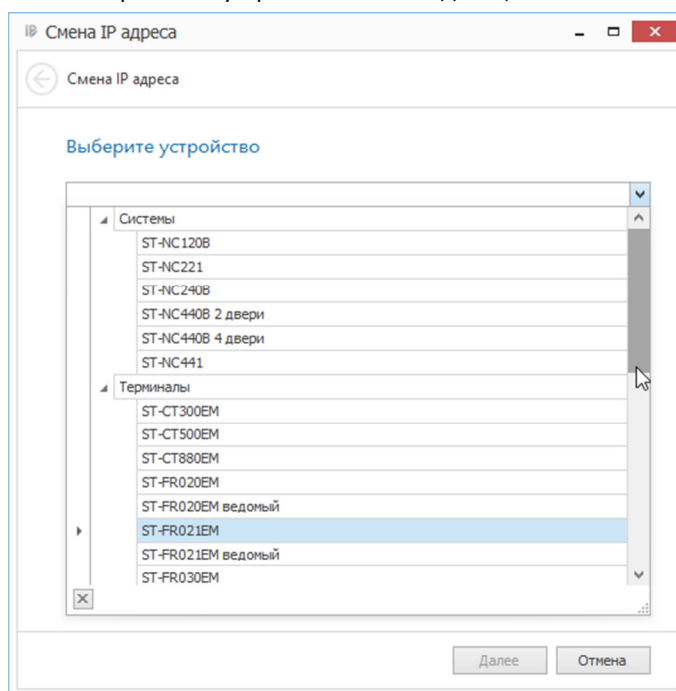 Смена IP адреса
Смена IP адреса
Выберите устройство
Системы
ST-NC120B
ST-NC221
ST-NC240B
ST-NC440B 2 двери
ST-NC440B 4 двери
ST-NC441
Терминалы
ST-CT300EM
ST-CT500EM
ST-CT880EM
ST-FR020EM
ST-FR020EM ведомый
ST-FR021EM
ST-FR021EM ведомый
ST-FR030EM
Далее Отмена